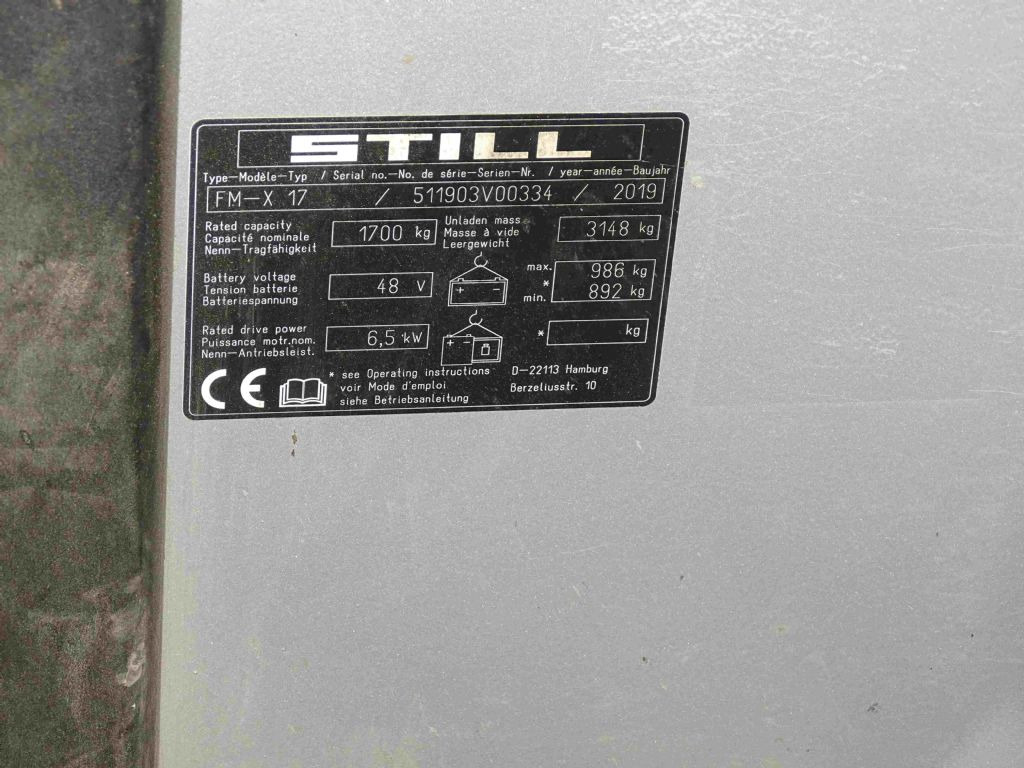 STILL
Type-Modèle-Typ / Serial no.-No. de série-Serien-Nr. / year-année-Baujahr
FM-X 17 / 511903V00334 / 2019
Rated capacity
Capacité nominale
Nenn-Tragfähigkeit
1700 kg
Unladen mass
Masse à vide
Leergewicht
3148 kg
Battery voltage
Tension batterie
Batteriespannung
48 V
+ -
max. 986 kg
*
min. 892 kg
Rated drive power
Puissance motr.nom.
Nenn-Antriebsleist.
6,5 kW
+ -
* kg
CE
* see Operating instructions
voir Mode d'emploi
siehe Betriebsanleitung
D-22113 Hamburg
Berzeliusstr. 10